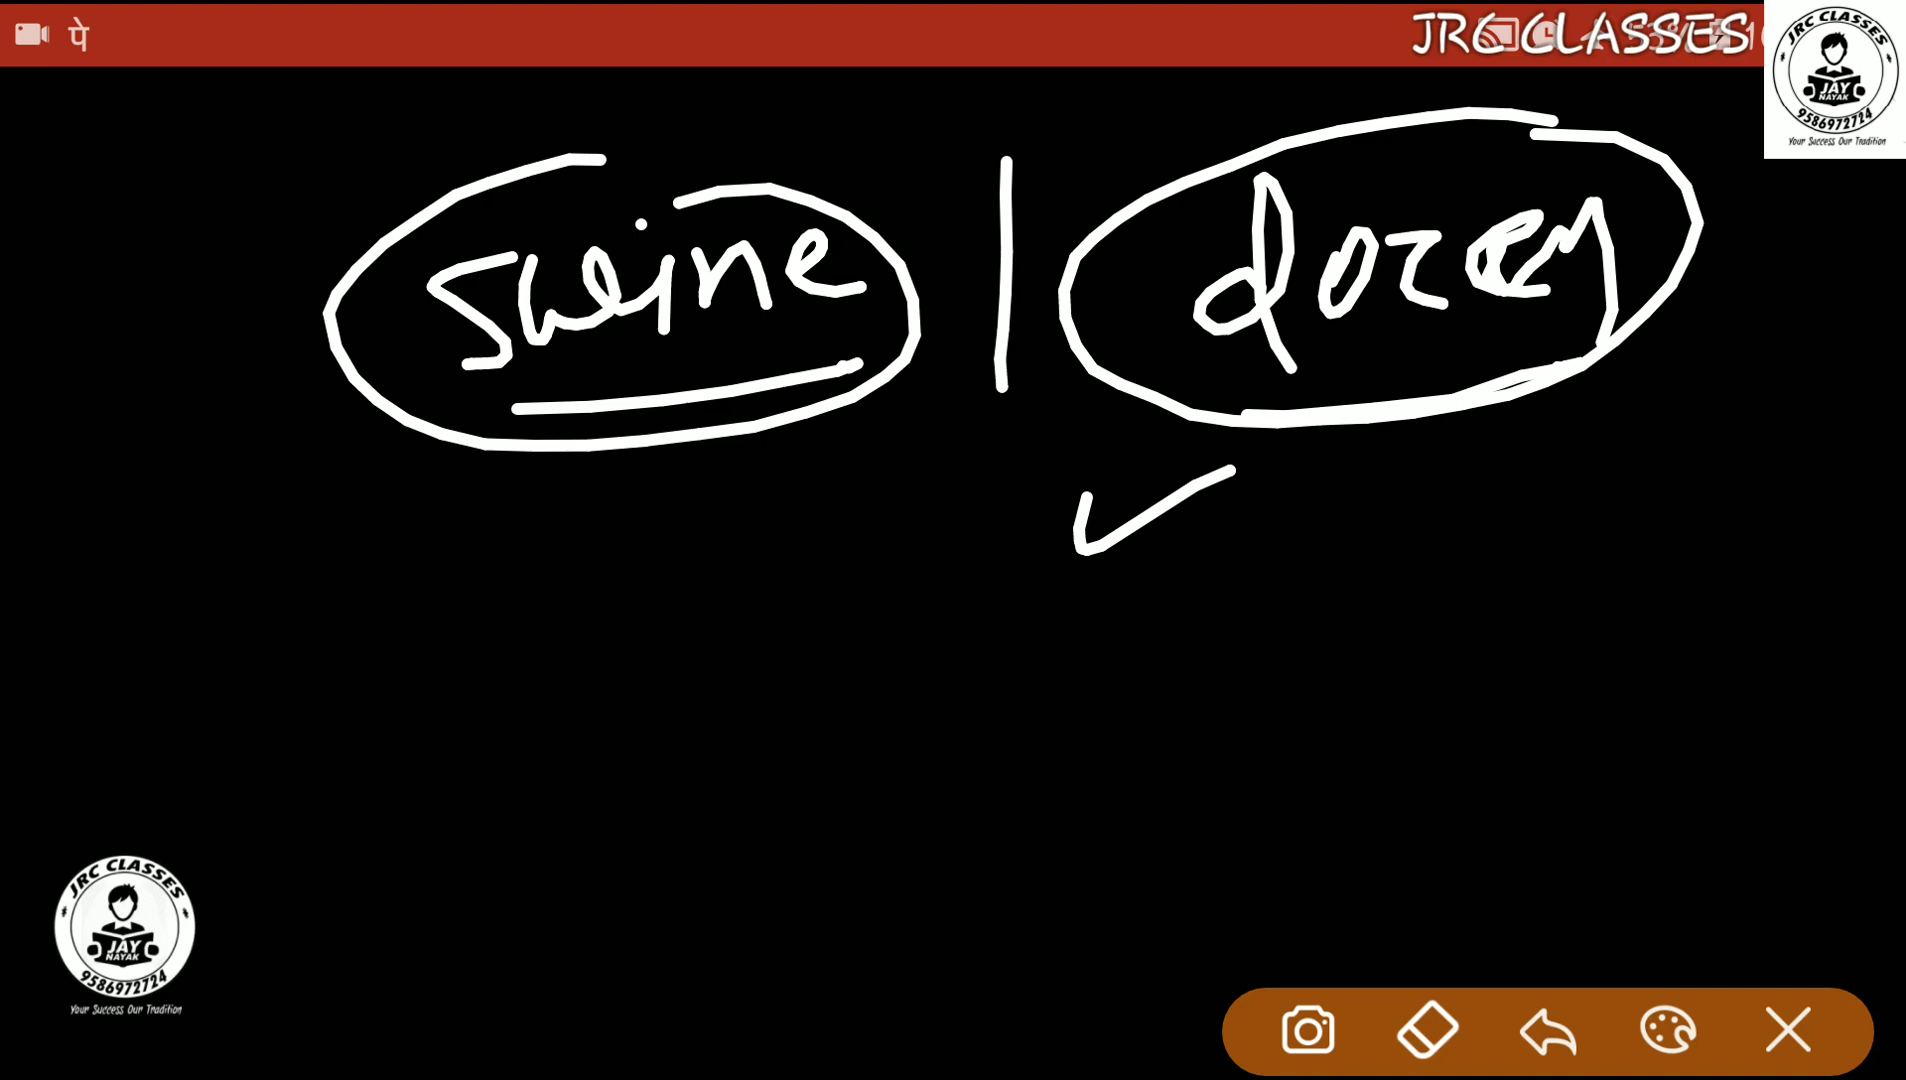 पे JRC CLASSES
JRC CLASSES
JAY
NAYAK
9586972724
Your Success Our Tradition
sweine dozen
JRC CLASSES
JAY
NAYAK
9586972724
Your Success Our Tradition